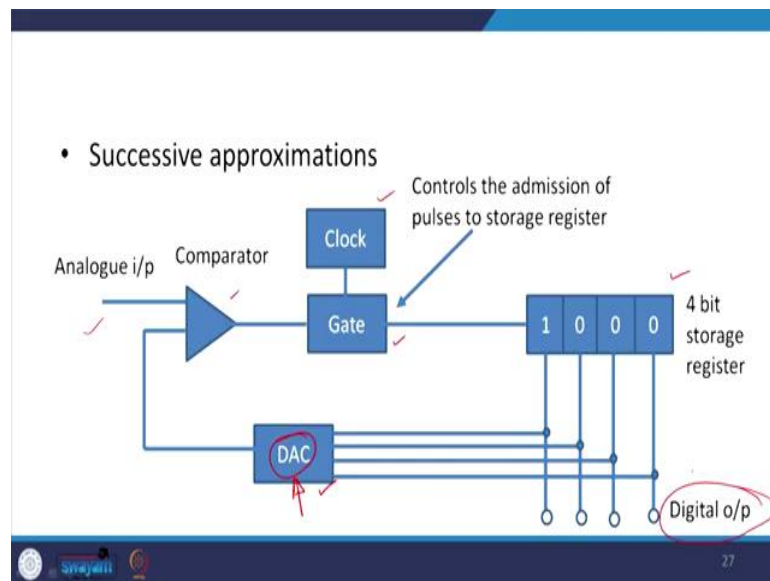 • Successive approximations
Controls the admission of
pulses to storage register
Clock
Analogue i/p
Comparator
Gate
1 0 0 0
4 bit
storage
register
DAC
Digital o/p
swayam
27